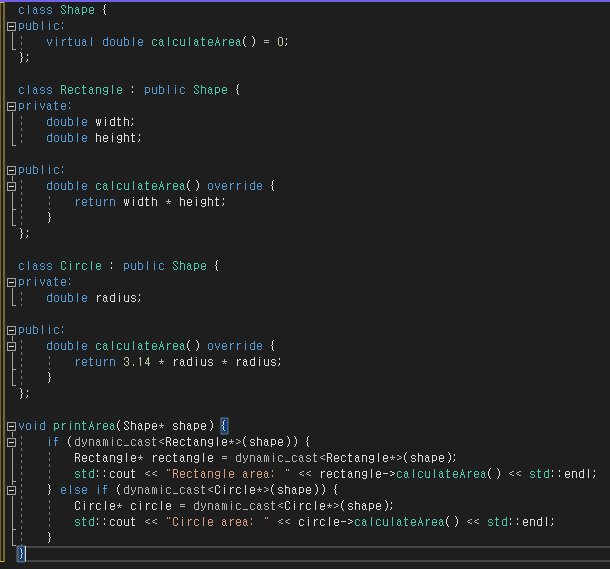 class Shape {
public:
    virtual double calculateArea() = 0;
};

class Rectangle : public Shape {
private:
    double width;
    double height;

public:
    double calculateArea() override {
        return width * height;
    }
};

class Circle : public Shape {
private:
    double radius;

public:
    double calculateArea() override {
        return 3.14 * radius * radius;
    }
};

void printArea(Shape* shape) {
    if (dynamic_cast<Rectangle*>(shape)) {
        Rectangle* rectangle = dynamic_cast<Rectangle*>(shape);
        std::cout << "Rectangle area: " << rectangle->calculateArea() << std::endl;
    } else if (dynamic_cast<Circle*>(shape)) {
        Circle* circle = dynamic_cast<Circle*>(shape);
        std::cout << "Circle area: " << circle->calculateArea() << std::endl;
    }
}